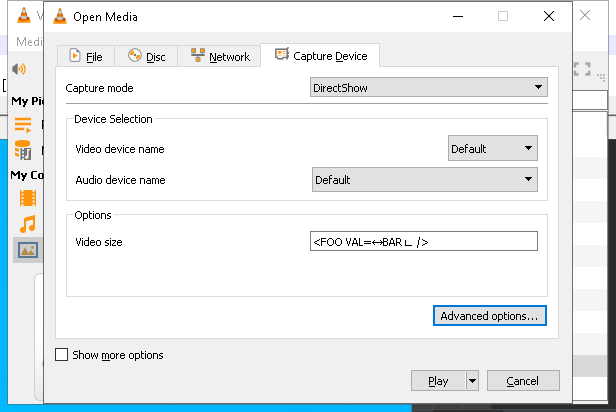 Open Media
Medi
File
Disc
Network
Capture Device
Capture mode
DirectShow
My Pi
Device Selection
Video device name
Default
Audio device name
Default
My Co
Options
Video size
<FOO VAL=↔BAR∟ />
Advanced options...
Show more options
Play
Cancel